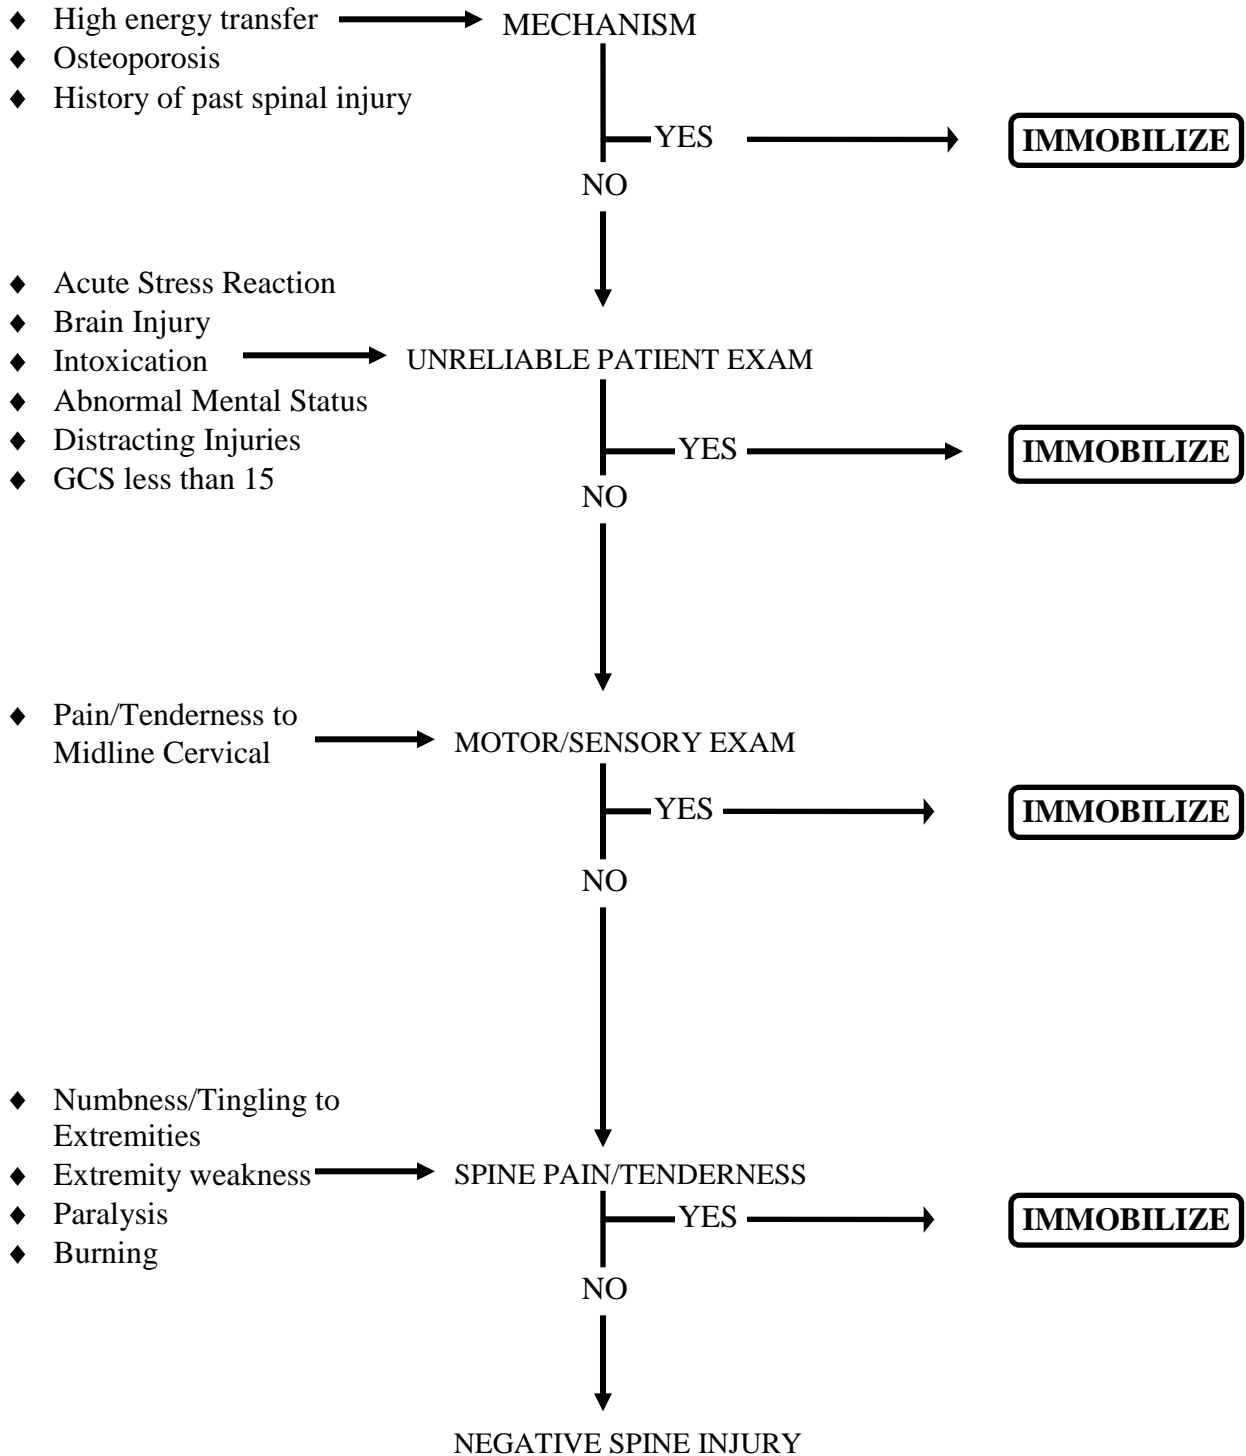 ♦ High energy transfer
MECHANISM
♦ Osteoporosis
♦ History of past spinal injury
YES
IMMOBILIZE
NO
♦ Acute Stress Reaction
♦ Brain Injury
♦ Intoxication
UNRELIABLE PATIENT EXAM
♦ Abnormal Mental Status
♦ Distracting Injuries
♦ GCS less than 15
YES
IMMOBILIZE
NO
♦ Pain/Tenderness to
Midline Cervical
MOTOR/SENSORY EXAM
YES
IMMOBILIZE
NO
♦ Numbness/Tingling to
Extremities
♦ Extremity weakness
SPINE PAIN/TENDERNESS
♦ Paralysis
♦ Burning
YES
IMMOBILIZE
NO
NEGATIVE SPINE INJURY